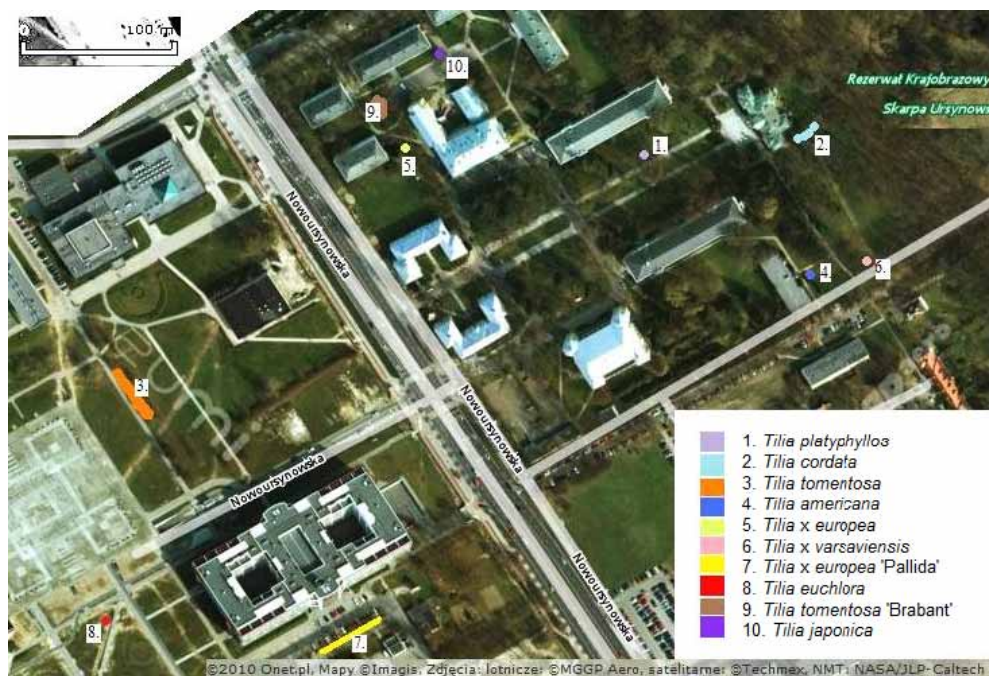 100 m
10.
9.
5.
1.
2.
Rezerwat Krajobrazowy
Skarpa Ursynows
Nowoursynowska
4.
6.
3.
Nowoursynowska
Nowoursynowska
Nowoursynowska
8.
7.
1. Tilia platyphyllos
2. Tilia cordata
3. Tilia tomentosa
4. Tilia americana
5. Tilia x europea
6. Tilia x varsaviensis
7. Tilia x europea 'Pallida'
8. Tilia euchlora
9. Tilia tomentosa 'Brabant'
10. Tilia japonica
©2010 Onet.pl, Mapy ©Imagis, Zdjęcia: lotnicze: ©MGGP Aero, satelitarne: ©Techmex, NMT: NASA/JLP-Caltech